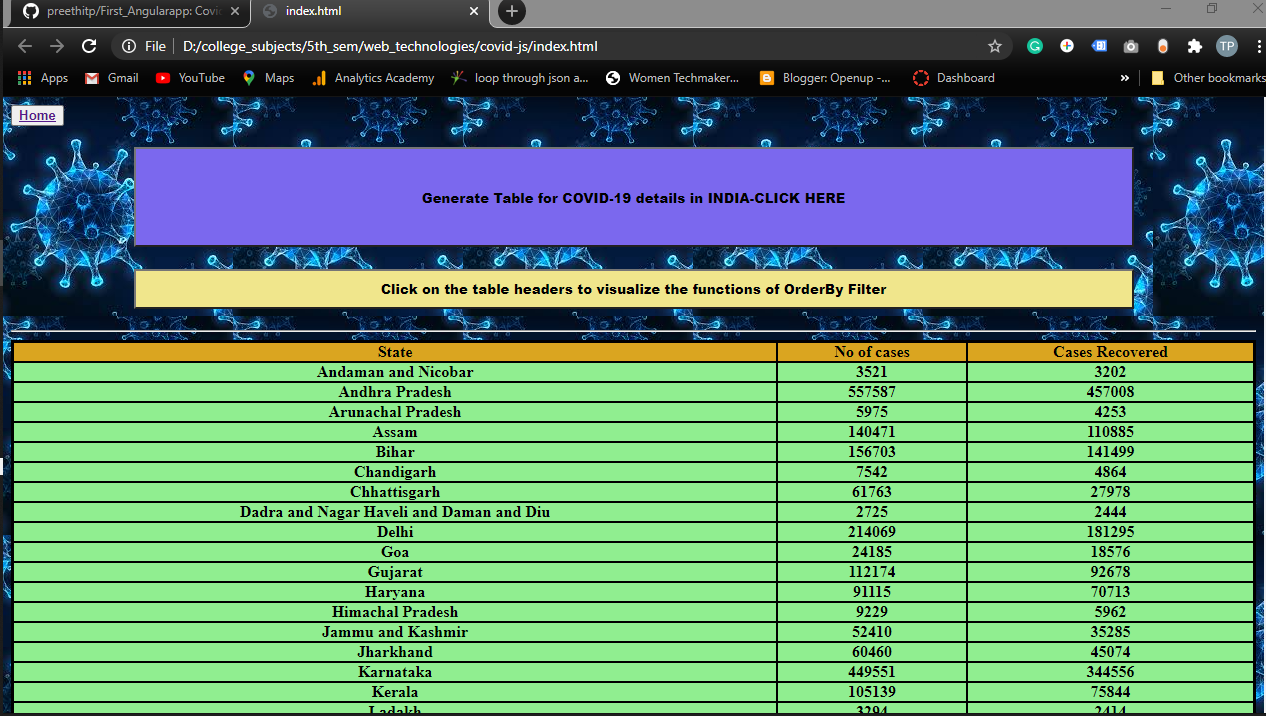 preethitp/First_Angularapp: Covi
index.html
File D:/college_subjects/5th_sem/web_technologies/covid-js/index.html
TP
Apps Gmail YouTube Maps Analytics Academy loop through json a... Women Techmaker... Blogger: Openup -... Dashboard » Other bookmarks
Home
Generate Table for COVID-19 details in INDIA-CLICK HERE
Click on the table headers to visualize the functions of OrderBy Filter
State No of cases Cases Recovered
Andaman and Nicobar 3521 3202
Andhra Pradesh 557587 457008
Arunachal Pradesh 5975 4253
Assam 140471 110885
Bihar 156703 141499
Chandigarh 7542 4864
Chhattisgarh 61763 27978
Dadra and Nagar Haveli and Daman and Diu 2725 2444
Delhi 214069 181295
Goa 24185 18576
Gujarat 112174 92678
Haryana 91115 70713
Himachal Pradesh 9229 5962
Jammu and Kashmir 52410 35285
Jharkhand 60460 45074
Karnataka 449551 344556
Kerala 105139 75844
Ladakh 3294 2414